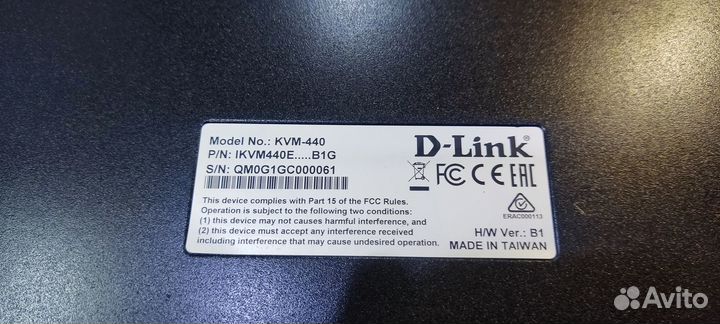 Model No.: KVM-440
P/N: IKVM440E.....B1G
S/N: QM0G1GC000061
D-Link
FC CE EAC
ERAC000113
This device complies with Part 15 of the FCC Rules.
Operation is subject to the following two conditions:
(1) this device may not causes harmful interference, and
(2) this device must accept any interference received
including interference that may cause undesired operation.
H/W Ver.: B1
MADE IN TAIWAN
Avito